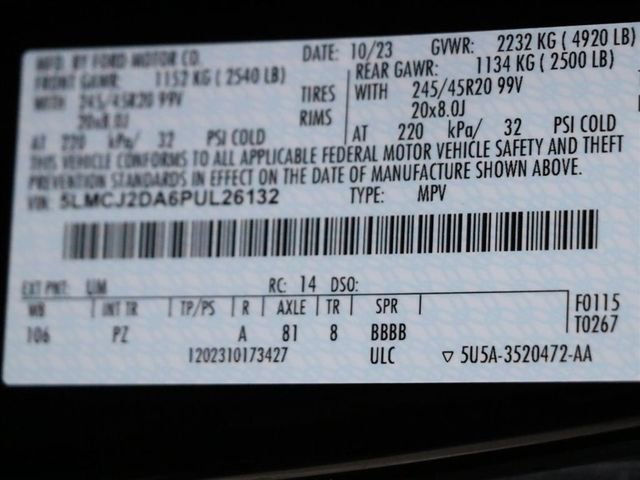 MFD. BY FORD MOTOR CO. DATE: 10/23 GVWR: 2232 KG ( 4920 LB)
FRONT GAWR: 1152 KG ( 2540 LB) REAR GAWR: 1134 KG ( 2500 LB)
WITH 245/45R20 99V TIRES WITH 245/45R20 99V
20x8.0J RIMS 20x8.0J
AT 220 kPa/ 32 PSI COLD AT 220 kPa/ 32 PSI COLD
THIS VEHICLE CONFORMS TO ALL APPLICABLE FEDERAL MOTOR VEHICLE SAFETY AND THEFT
PREVENTION STANDARDS IN EFFECT ON THE DATE OF MANUFACTURE SHOWN ABOVE.
VIN: 5LMCJ2DA6PUL26132 TYPE: MPV
EXT PNT: UM RC: 14 DSO:
WB INT TR TP/PS R AXLE TR SPR F0115
106 PZ A 81 8 BBBB T0267
1202310173427 ULC ▽ 5U5A-3520472-AA